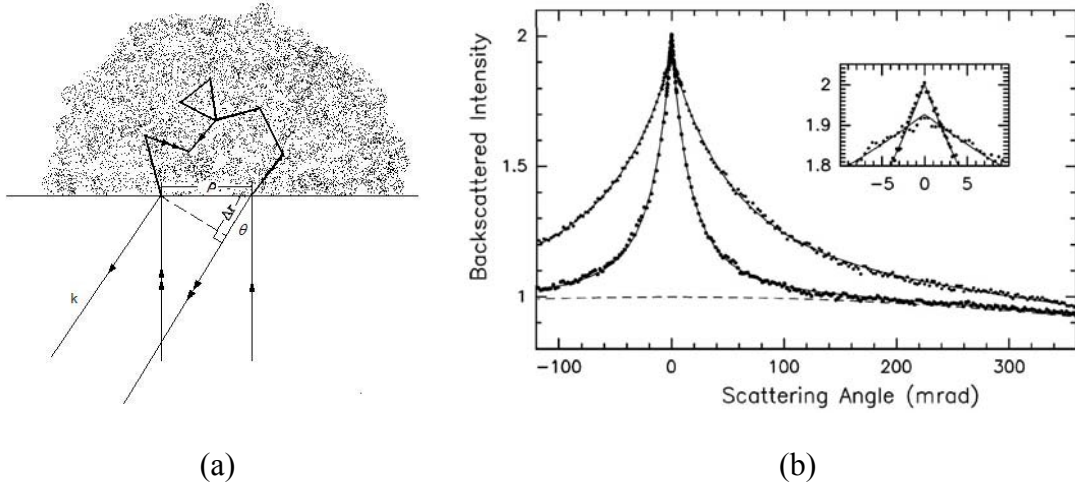 ρ
Δr
θ
k
(a)
Backscattered Intensity
2
1.5
1
-100
0
100
200
300
Scattering Angle (mrad)
2
1.9
1.8
-5
0
5
(b)